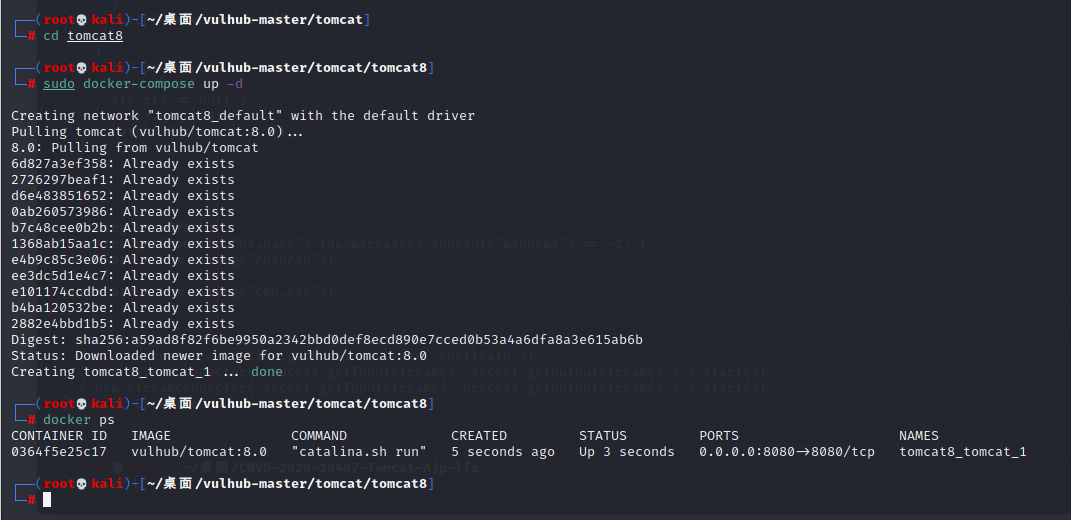 ┌──(root💀kali)-[~/桌面/vulhub-master/tomcat]
└─# cd tomcat8
┌──(root💀kali)-[~/桌面/vulhub-master/tomcat/tomcat8]
└─# sudo docker-compose up -d
Creating network "tomcat8_default" with the default driver
Pulling tomcat (vulhub/tomcat:8.0)...
8.0: Pulling from vulhub/tomcat
6d827a3ef358: Already exists
2726297beaf1: Already exists
d6e483851652: Already exists
0ab260573986: Already exists
b7c48cee0b2b: Already exists
1368ab15aa1c: Already exists
e4b9c85c3e06: Already exists
ee3dc5d1e4c7: Already exists
e101174ccdbd: Already exists
b4ba120532be: Already exists
2882e4bbd1b5: Already exists
Digest: sha256:a59ad8f82f6be9950a2342bbd0def8ecd890e7cced0b53a4a6dfa8a3e615ab6b
Status: Downloaded newer image for vulhub/tomcat:8.0
Creating tomcat8_tomcat_1 ... done
┌──(root💀kali)-[~/桌面/vulhub-master/tomcat/tomcat8]
└─# docker ps
CONTAINER ID IMAGE COMMAND CREATED STATUS PORTS NAMES
0364f5e25c17 vulhub/tomcat:8.0 "catalina.sh run" 5 seconds ago Up 3 seconds 0.0.0.0:8080->8080/tcp tomcat8_tomcat_1
┌──(root💀kali)-[~/桌面/vulhub-master/tomcat/tomcat8]
└─#